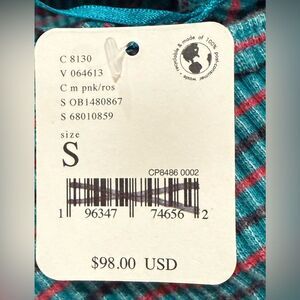 C 8130
V 064613
C m pnk/ros
S OB1480867
S 68010859
recyclable & made of 100% post-consumer waste
size
S
CP8486 0002
1 96347 74656 2
$98.00 USD